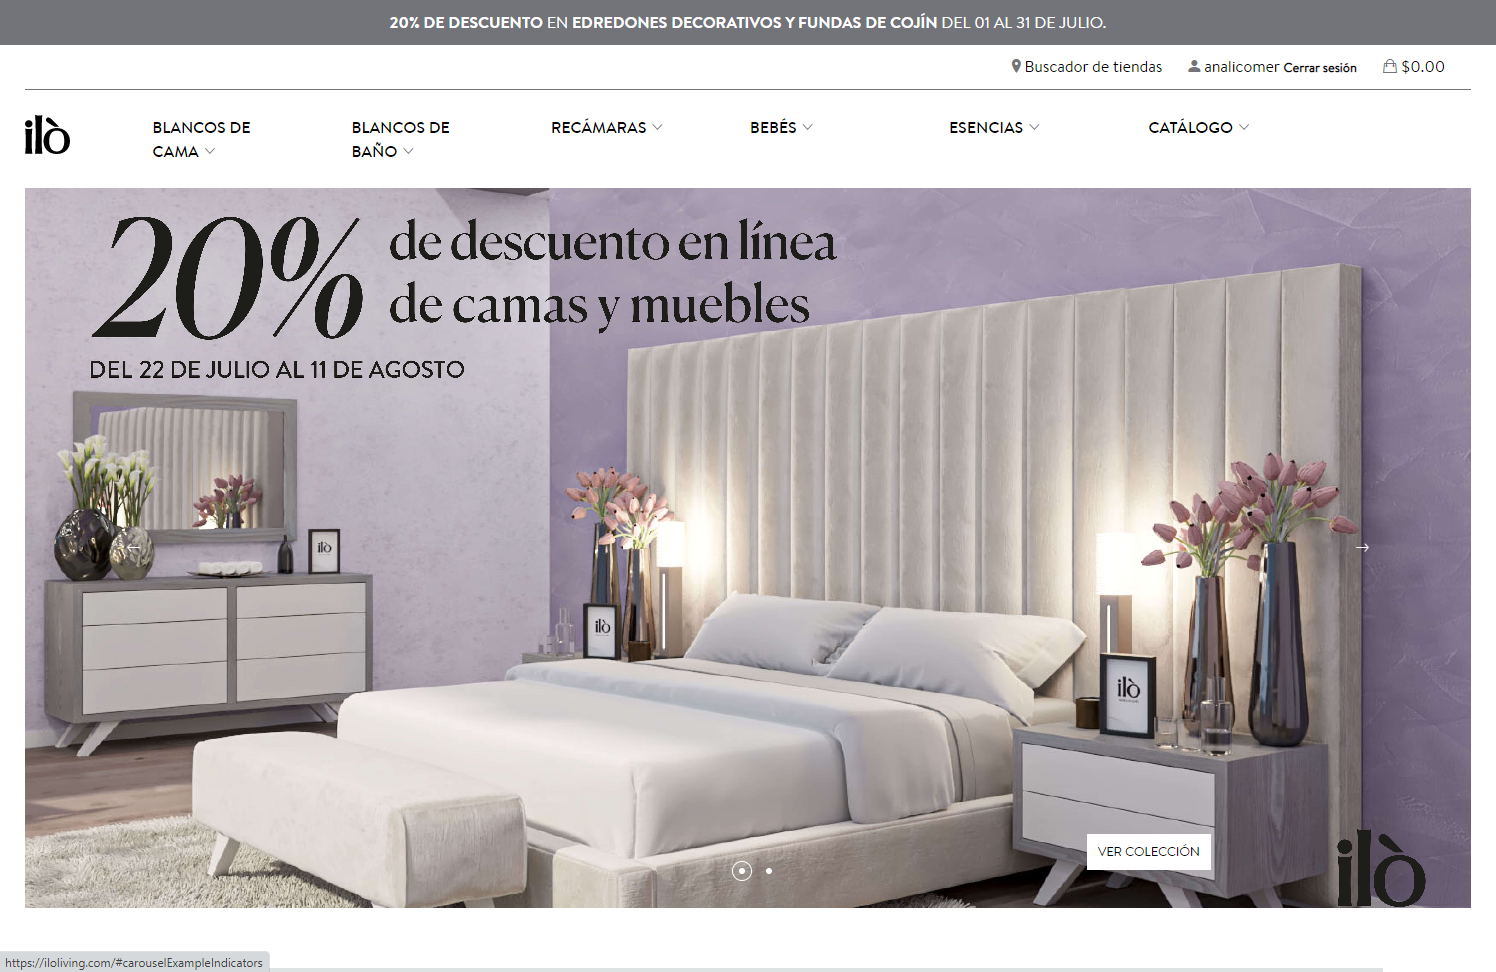 20% DE DESCUENTO EN EDREDONES DECORATIVOS Y FUNDAS DE COJÍN DEL 01 AL 31 DE JULIO.
Buscador de tiendas analicomer Cerrar sesión $0.00
ilò
BLANCOS DE
CAMA
BLANCOS DE
BAÑO
RECÁMARAS
BEBÉS
ESENCIAS
CATÁLOGO
20% de descuento en línea
de camas y muebles
DEL 22 DE JULIO AL 11 DE AGOSTO
ilò
ilò
ilò
VER COLECCIÓN
ilò
https://iloliving.com/#carouselExampleIndicators